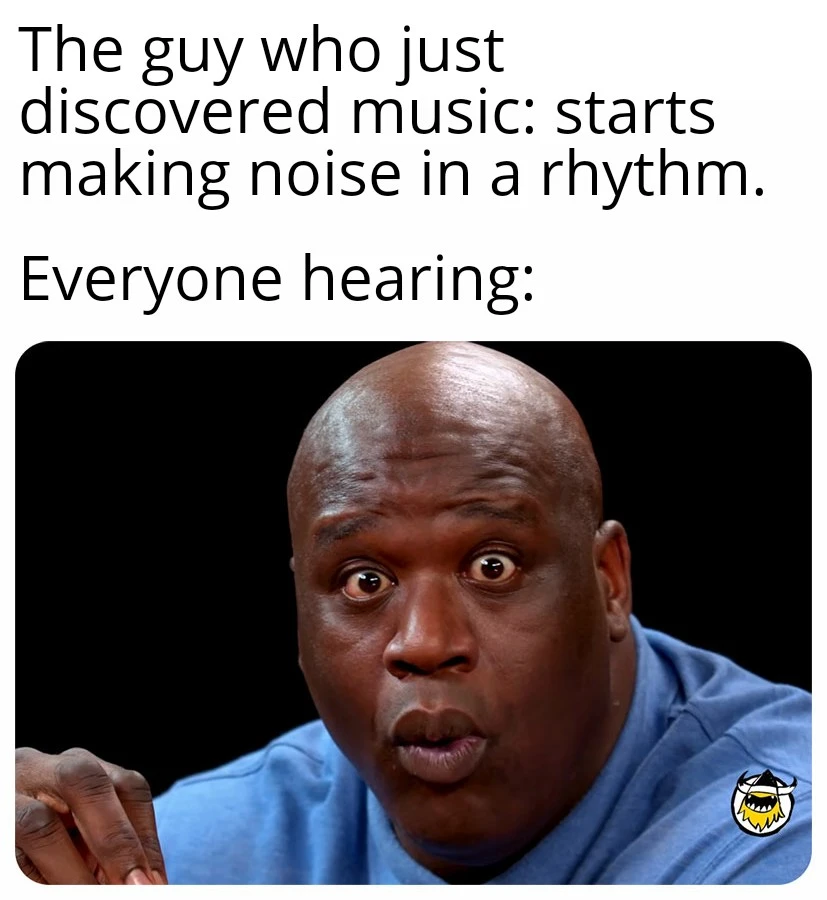 The guy who just
discovered music: starts
making noise in a rhythm.
Everyone hearing: